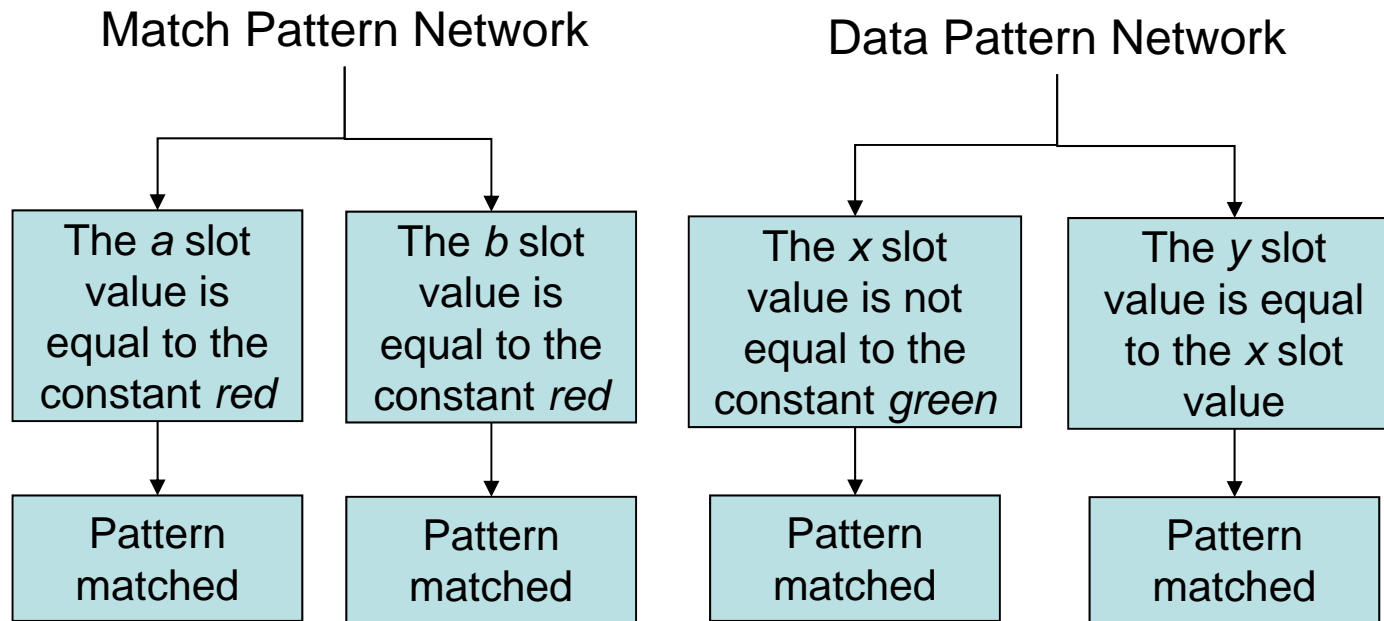 Match Pattern Network
Data Pattern Network
The a slot
value is
equal to the
constant red
The b slot
value is
equal to the
constant red
The x slot
value is not
equal to the
constant green
The y slot
value is equal
to the x slot
value
Pattern
matched
Pattern
matched
Pattern
matched
Pattern
matched